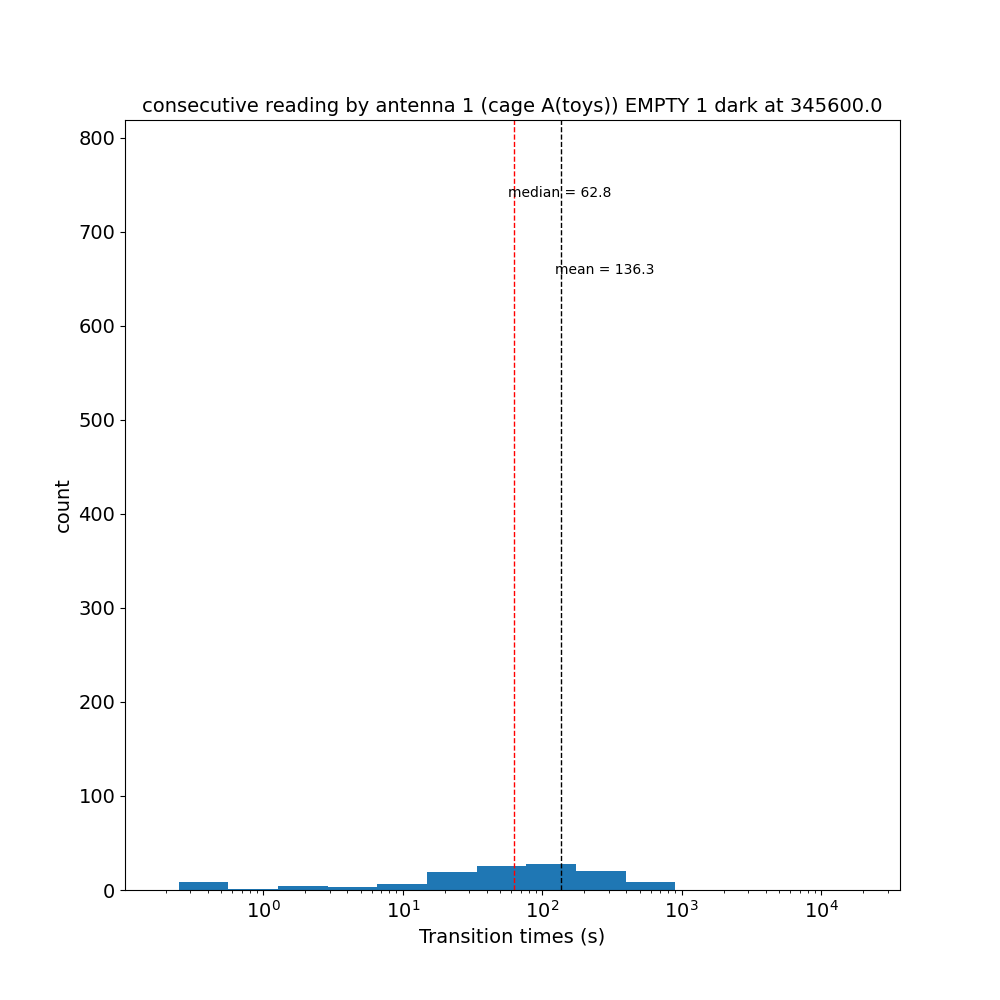 consecutive reading by antenna 1 (cage A(toys)) EMPTY 1 dark at 345600.0
800
median = 62.8
700
mean = 136.3
600
500
400
300
200
100
0
count
10⁰ 10¹ 10² 10³ 10⁴
Transition times (s)